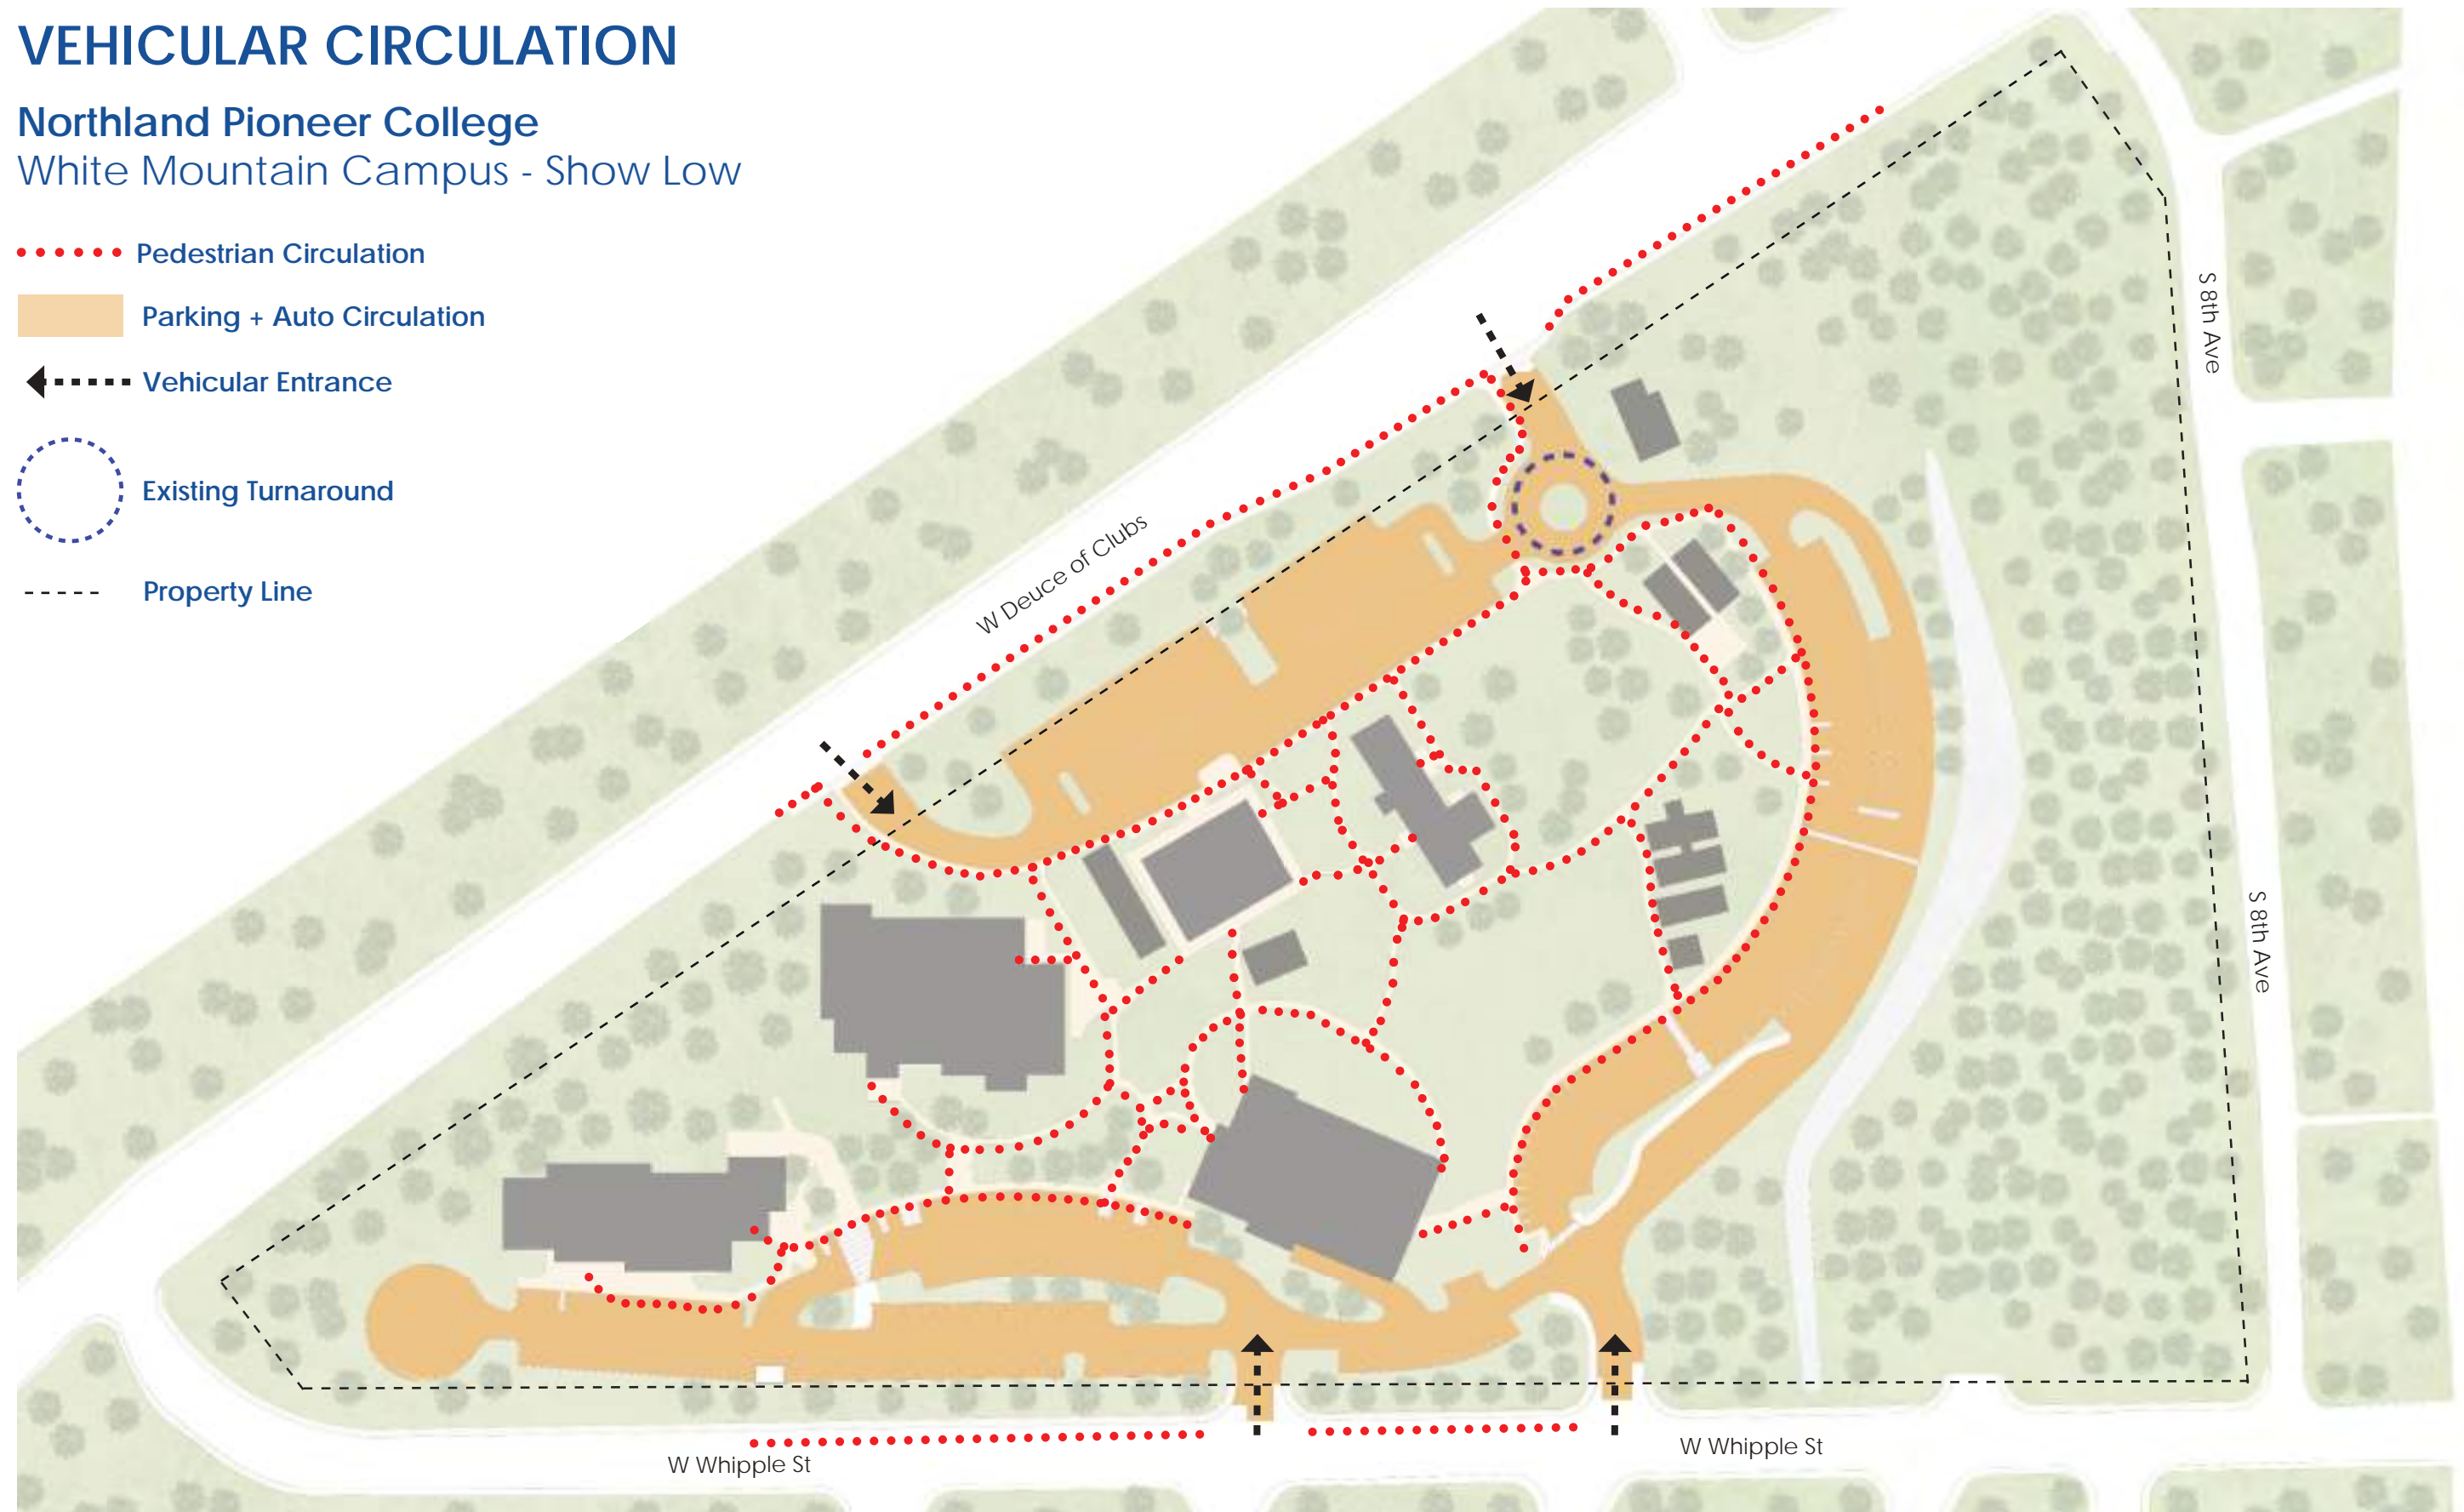 VEHICULAR CIRCULATION
Northland Pioneer College
White Mountain Campus - Show Low
Pedestrian Circulation
Parking + Auto Circulation
Vehicular Entrance
Existing Turnaround
Property Line
S 8th Ave
W Deuce of Clubs
S 8th Ave
W Whipple St
W Whipple St